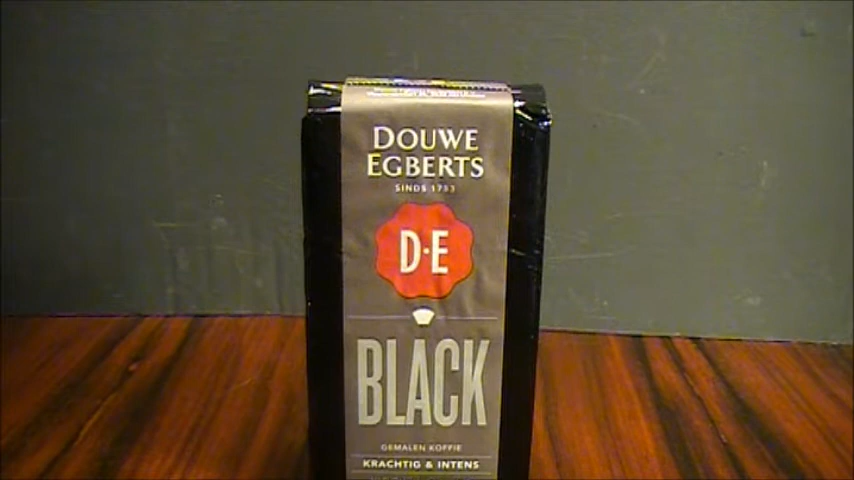 DOUWE
EGBERTS
SINDS 1753
D·E
BLACK
GEMALEN KOFFIE
KRACHTIG & INTENS